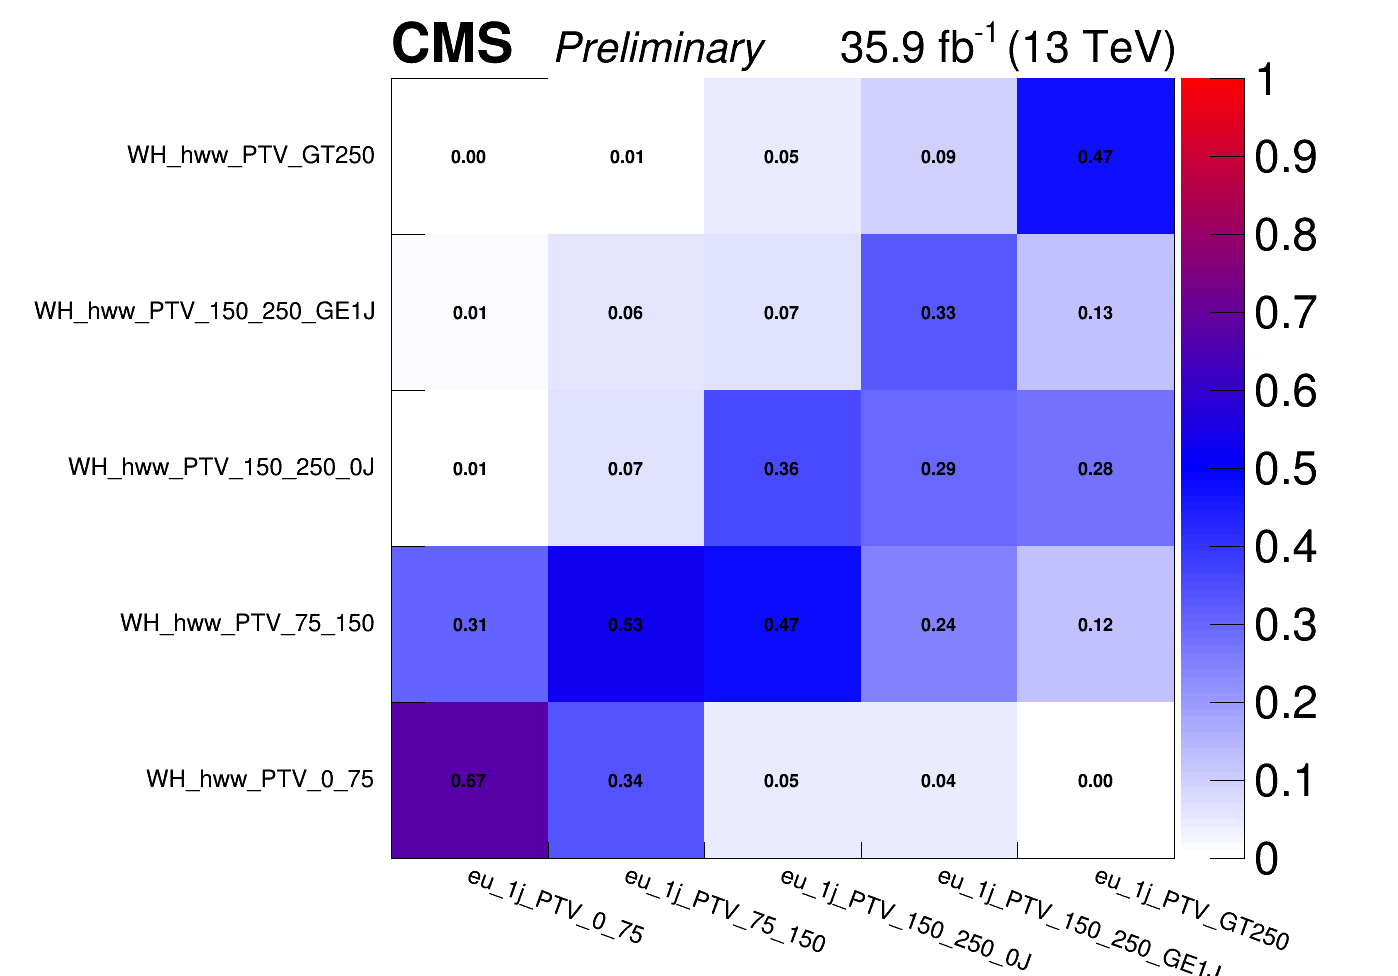 CMS Preliminary 35.9 fb-1 (13 TeV)
1
WH_hww_PTV_GT250 0.00 0.01 0.05 0.09 0.47 0.9
0.8
WH_hww_PTV_150_250_GE1J 0.01 0.06 0.07 0.33 0.13 0.7
0.6
WH_hww_PTV_150_250_0J 0.01 0.07 0.36 0.29 0.28 0.5
0.4
WH_hww_PTV_75_150 0.31 0.53 0.47 0.24 0.12 0.3
0.2
WH_hww_PTV_0_75 0.67 0.34 0.05 0.04 0.00 0.1
0
eu_1j_PTV_0_75
eu_1j_PTV_75_150
eu_1j_PTV_150_250_0J
eu_1j_PTV_150_250_GE1J
eu_1j_PTV_GT250